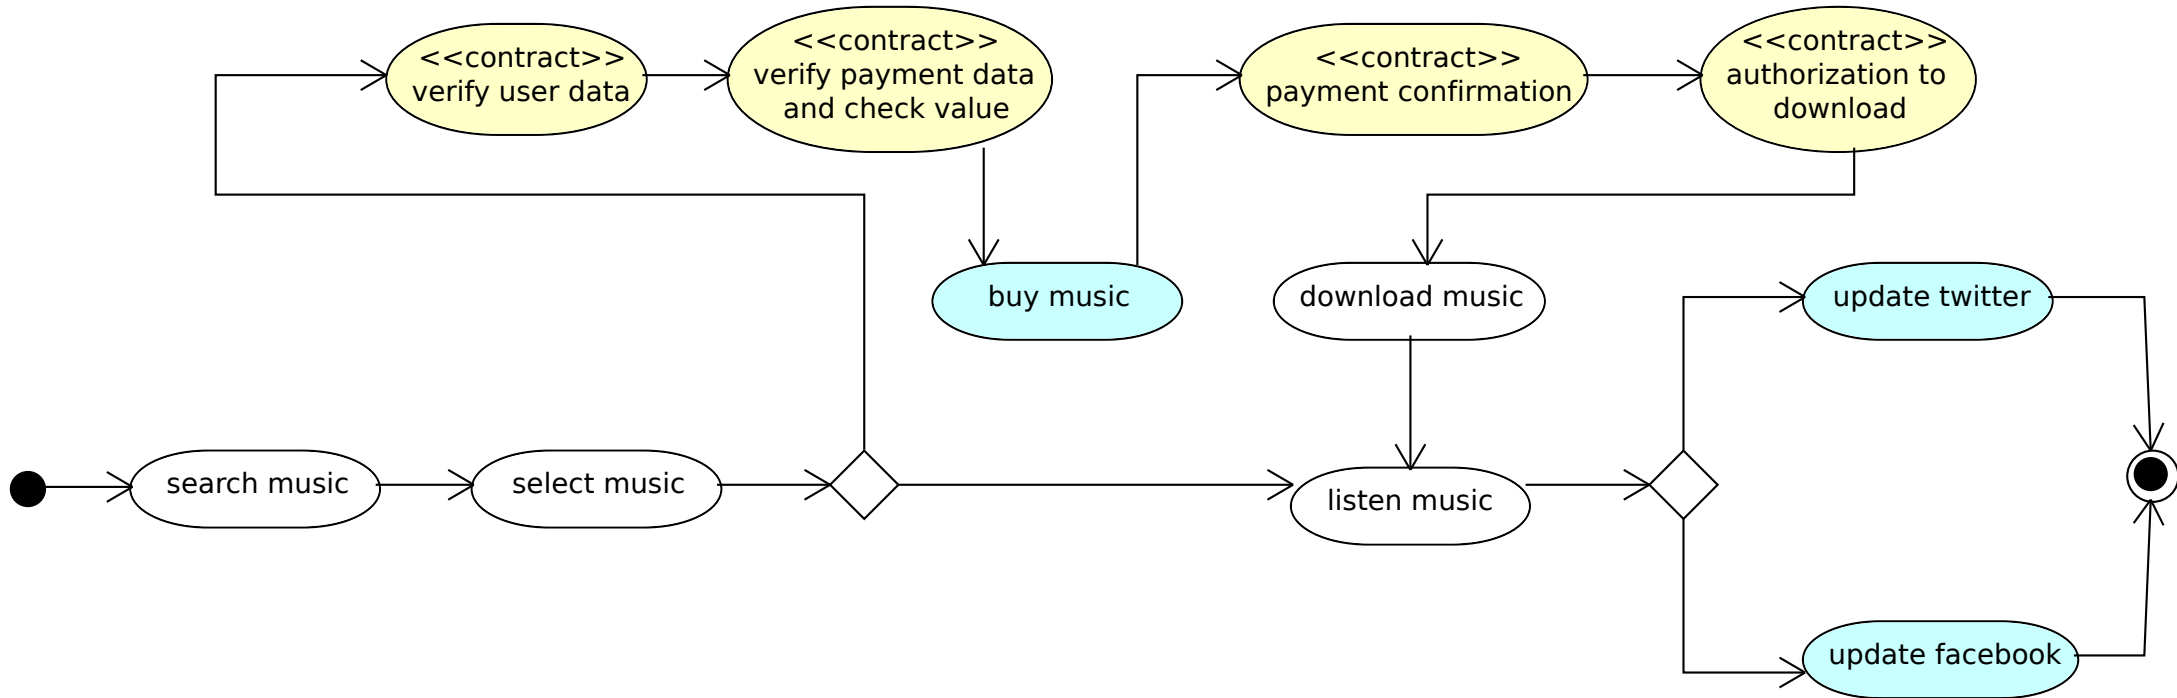 <<contract>>
verify user data
<<contract>>
verify payment data
and check value
<<contract>>
payment confirmation
<<contract>>
authorization to
download
buy music
download music
update twitter
search music
select music
listen music
update facebook